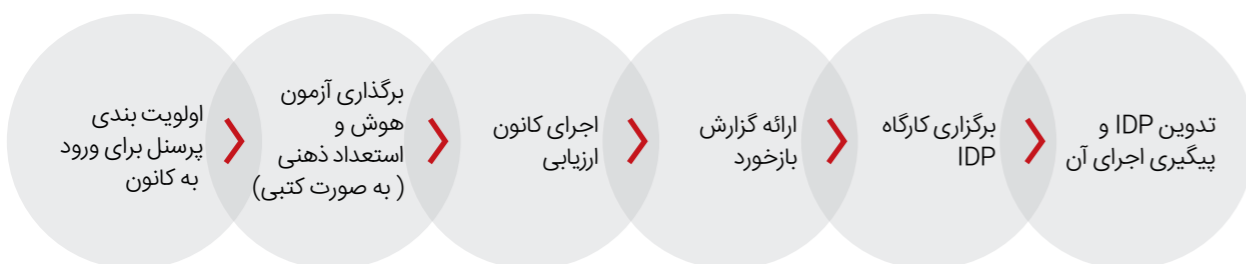 اولویت بندی
پرسنل برای ورود
به کانون
برگذاری آزمون
هوش و
استعداد ذهنی
( به صورت کتبی)
اجرای کانون
ارزیابی
ارائه گزارش
بازخورد
برگزاری کارگاه
IDP
تدوین IDP و
پیگیری اجرای آن